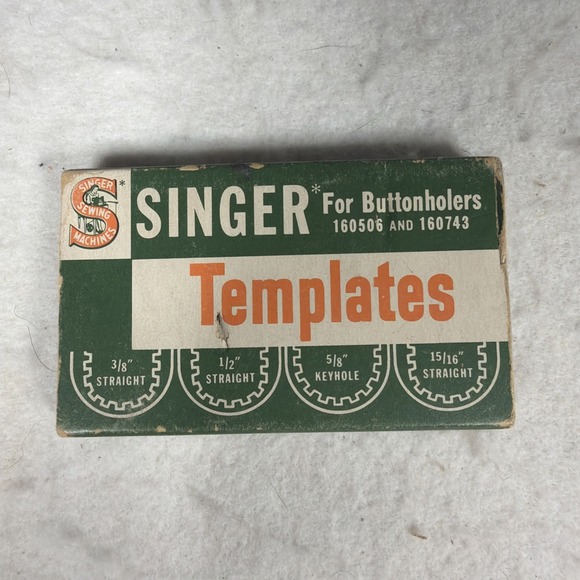 SINGER
SEWING
MACHINES
*
SINGER*
For Buttonholers
160506 AND 160743
Templates
3/8"
STRAIGHT
1/2"
STRAIGHT
5/8"
KEYHOLE
15/16"
STRAIGHT